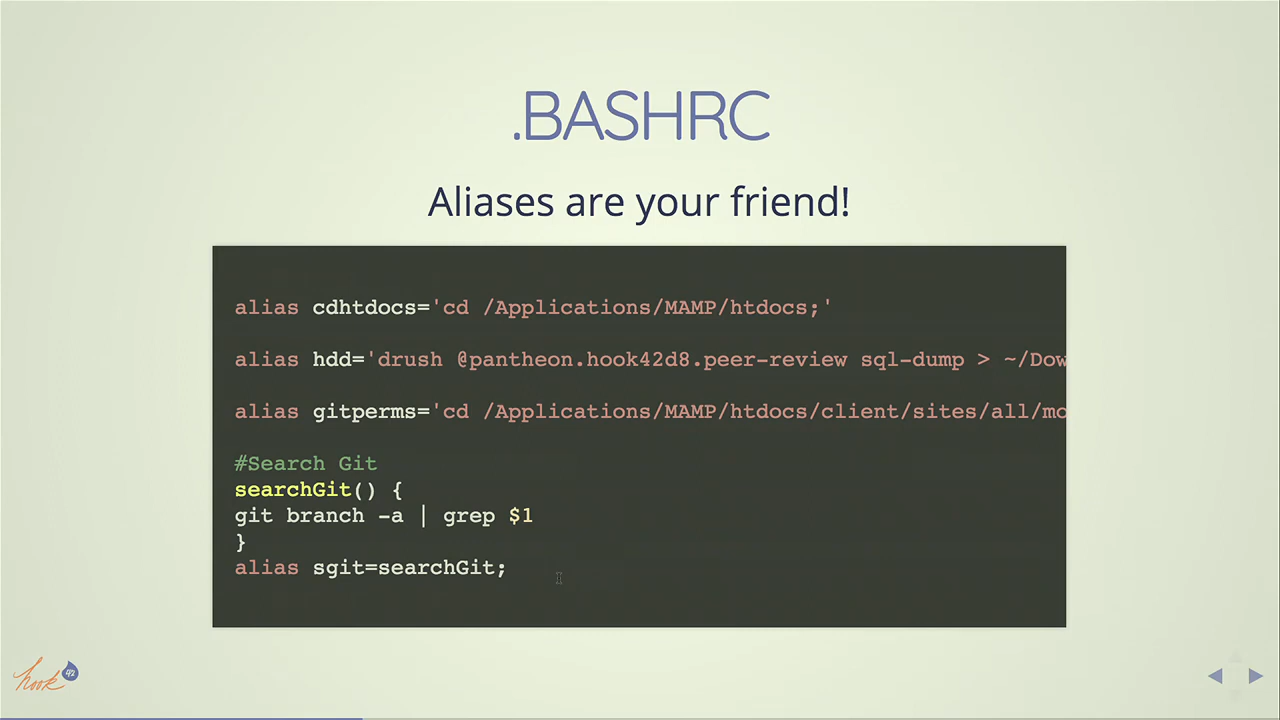 .BASHRC
Aliases are your friend!
alias cdhtdocs='cd /Applications/MAMP/htdocs;'
alias hdd='drush @pantheon.hook42d8.peer-review sql-dump > ~/Dow
alias gitperms='cd /Applications/MAMP/htdocs/client/sites/all/mo
#Search Git
searchGit() {
git branch -a | grep $1
}
alias sgit=searchGit;
hook 42